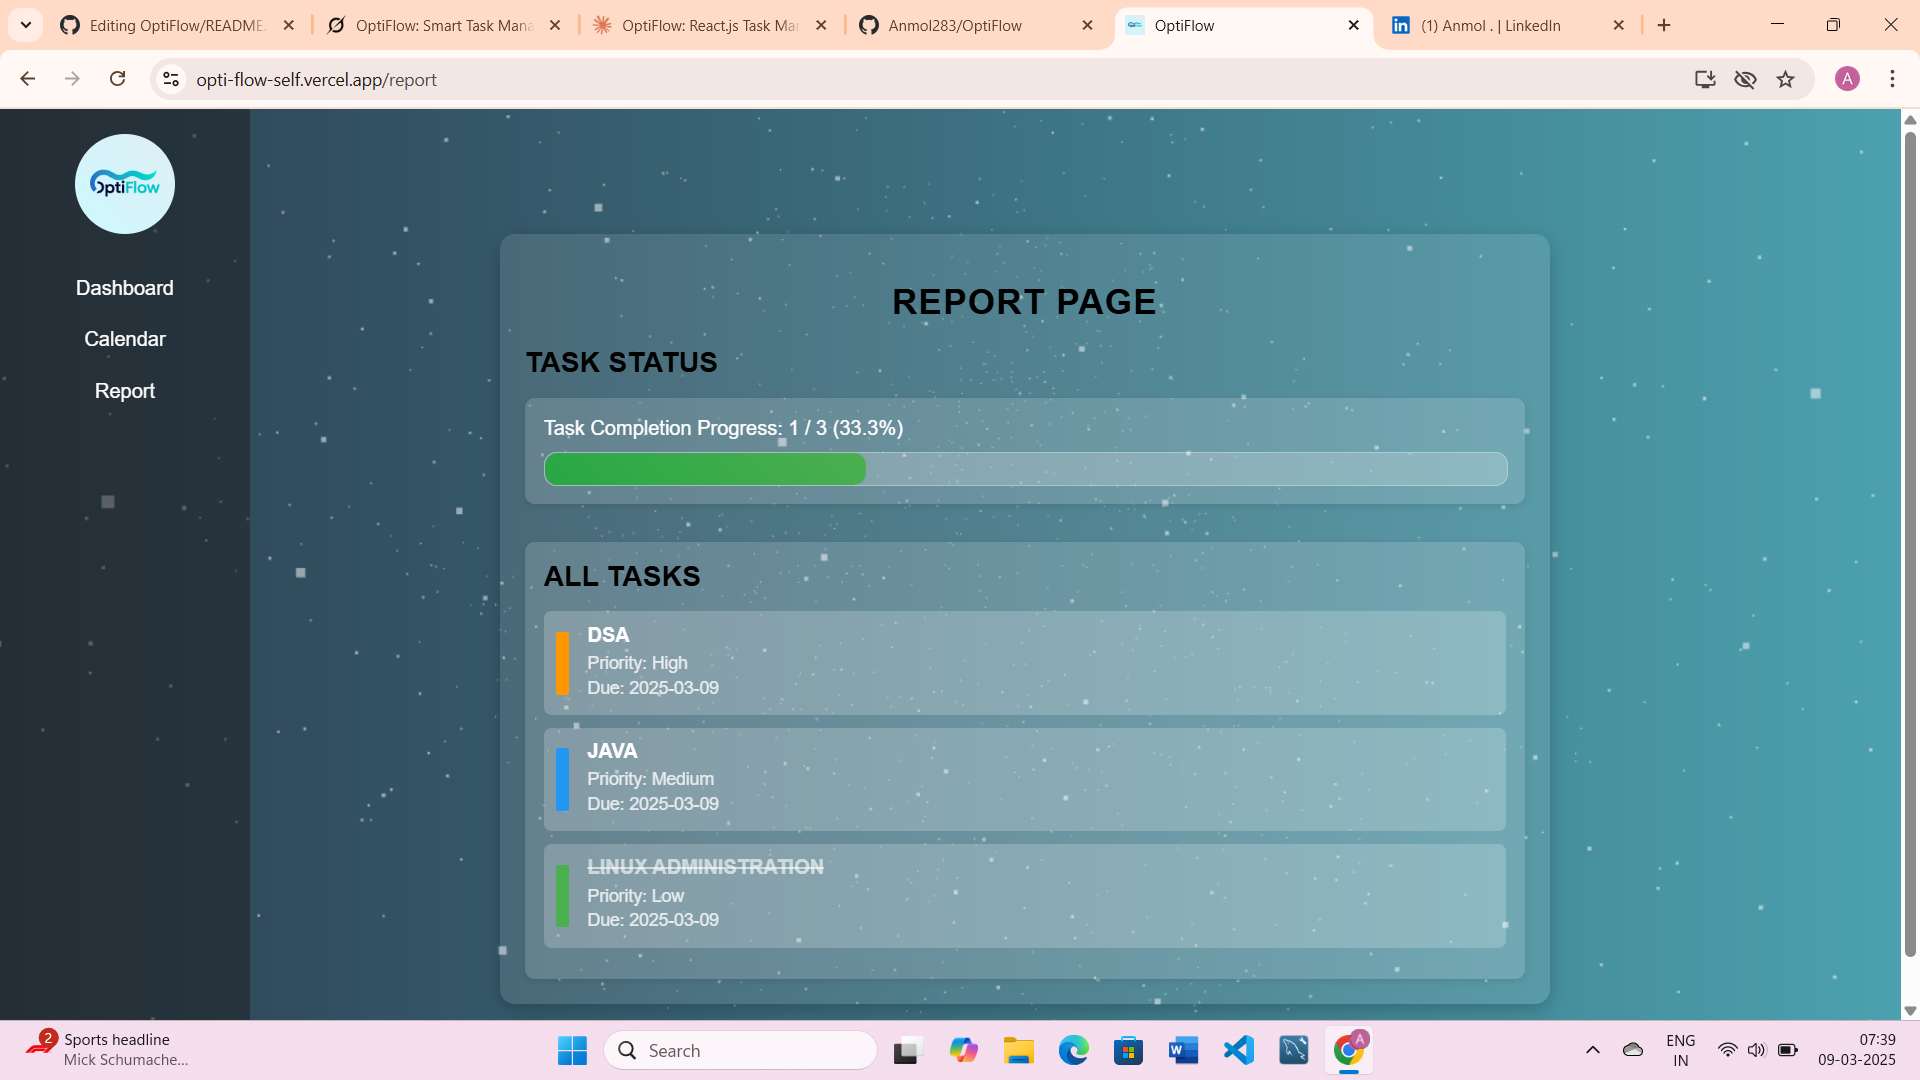 Editing OptiFlow/README.
OptiFlow: Smart Task Mana
OptiFlow: React.js Task Mar
Anmol283/OptiFlow
OptiFlow
(1) Anmol . | LinkedIn
opti-flow-self.vercel.app/report
A
OptiFlow
Dashboard
Calendar
Report
REPORT PAGE
TASK STATUS
Task Completion Progress: 1 / 3 (33.3%)
ALL TASKS
DSA
Priority: High
Due: 2025-03-09
JAVA
Priority: Medium
Due: 2025-03-09
LINUX ADMINISTRATION
Priority: Low
Due: 2025-03-09
2
Sports headline
Mick Schumache...
Search
A
ENG
IN
07:39
09-03-2025